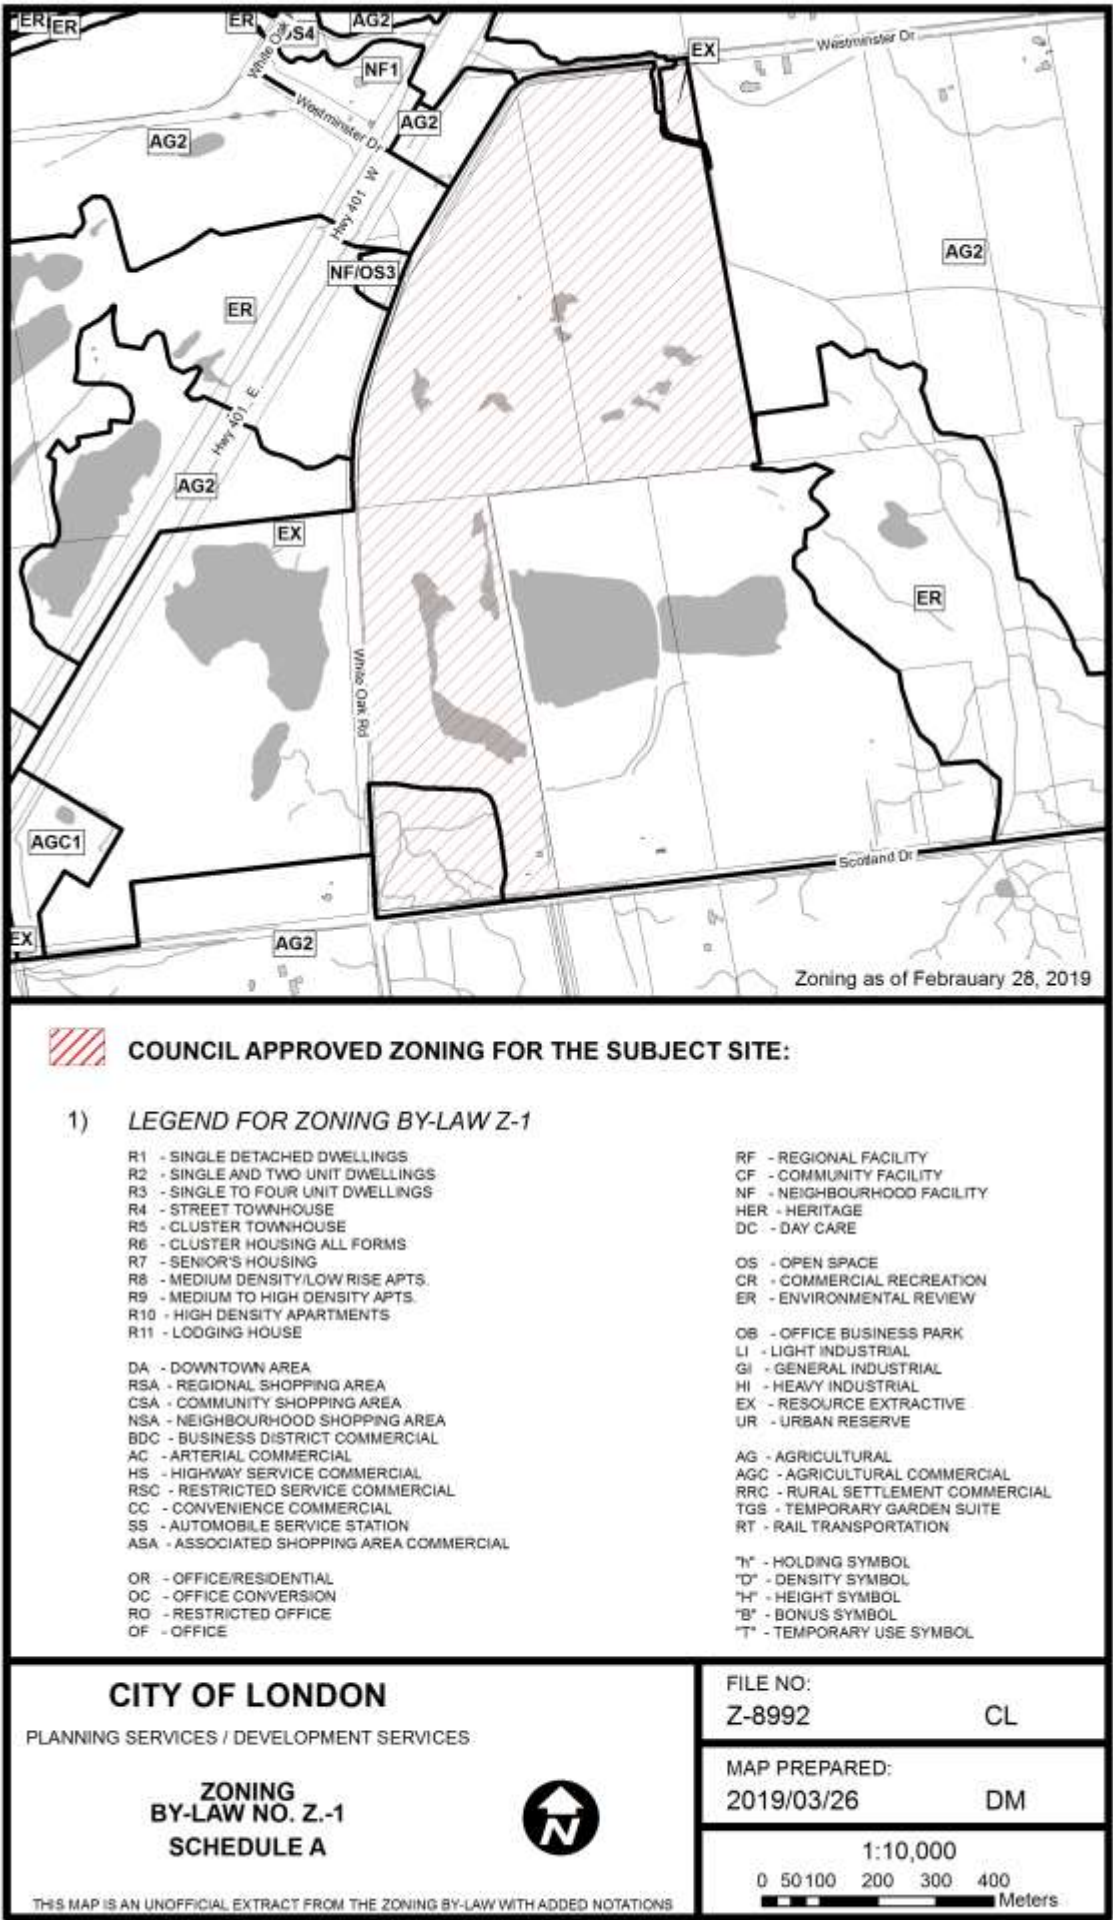 ER
ER
ER
OS4
AG2
White Oak
NF1
EX
Westminster Dr
Westminster Dr
AG2
AG2
Hwy 401 W
NF/OS3
AG2
ER
Hwy 401 E.
AG2
EX
ER
White Oak Rd
AGC1
Scotland Dr
EX
AG2
Zoning as of Febrauary 28, 2019
COUNCIL APPROVED ZONING FOR THE SUBJECT SITE:
1) LEGEND FOR ZONING BY-LAW Z-1
R1 - SINGLE DETACHED DWELLINGS
R2 - SINGLE AND TWO UNIT DWELLINGS
R3 - SINGLE TO FOUR UNIT DWELLINGS
R4 - STREET TOWNHOUSE
R5 - CLUSTER TOWNHOUSE
R6 - CLUSTER HOUSING ALL FORMS
R7 - SENIOR'S HOUSING
R8 - MEDIUM DENSITY/LOW RISE APTS.
R9 - MEDIUM TO HIGH DENSITY APTS.
R10 - HIGH DENSITY APARTMENTS
R11 - LODGING HOUSE
DA - DOWNTOWN AREA
RSA - REGIONAL SHOPPING AREA
CSA - COMMUNITY SHOPPING AREA
NSA - NEIGHBOURHOOD SHOPPING AREA
BDC - BUSINESS DISTRICT COMMERCIAL
AC - ARTERIAL COMMERCIAL
HS - HIGHWAY SERVICE COMMERCIAL
RSC - RESTRICTED SERVICE COMMERCIAL
CC - CONVENIENCE COMMERCIAL
SS - AUTOMOBILE SERVICE STATION
ASA - ASSOCIATED SHOPPING AREA COMMERCIAL
OR - OFFICE/RESIDENTIAL
OC - OFFICE CONVERSION
RO - RESTRICTED OFFICE
OF - OFFICE
RF - REGIONAL FACILITY
CF - COMMUNITY FACILITY
NF - NEIGHBOURHOOD FACILITY
HER - HERITAGE
DC - DAY CARE
OS - OPEN SPACE
CR - COMMERCIAL RECREATION
ER - ENVIRONMENTAL REVIEW
OB - OFFICE BUSINESS PARK
LI - LIGHT INDUSTRIAL
GI - GENERAL INDUSTRIAL
HI - HEAVY INDUSTRIAL
EX - RESOURCE EXTRACTIVE
UR - URBAN RESERVE
AG - AGRICULTURAL
AGC - AGRICULTURAL COMMERCIAL
RRC - RURAL SETTLEMENT COMMERCIAL
TGS - TEMPORARY GARDEN SUITE
RT - RAIL TRANSPORTATION
"h" - HOLDING SYMBOL
"D" - DENSITY SYMBOL
"H" - HEIGHT SYMBOL
"B" - BONUS SYMBOL
"T" - TEMPORARY USE SYMBOL
CITY OF LONDON
PLANNING SERVICES / DEVELOPMENT SERVICES
ZONING
BY-LAW NO. Z.-1
SCHEDULE A
N
THIS MAP IS AN UNOFFICIAL EXTRACT FROM THE ZONING BY-LAW WITH ADDED NOTATIONS
FILE NO:
Z-8992 CL
MAP PREPARED:
2019/03/26 DM
1:10,000
0 50 100 200 300 400
Meters